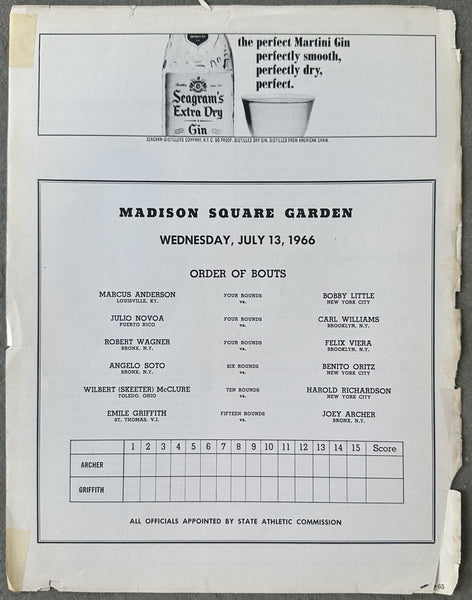 the perfect Martini Gin
perfectly smooth,
perfectly dry,
perfect.
Seagram's
Extra Dry
Gin
SEAGRAM-DISTILLERS COMPANY, N.Y.C. 90 PROOF. DISTILLED DRY GIN. DISTILLED FROM AMERICAN GRAIN.
MADISON SQUARE GARDEN
WEDNESDAY, JULY 13, 1966
ORDER OF BOUTS
MARCUS ANDERSON FOUR ROUNDS BOBBY LITTLE
LOUISVILLE, KY. vs. NEW YORK CITY
JULIO NOVOA FOUR ROUNDS CARL WILLIAMS
PUERTO RICO vs. BROOKLYN, N.Y.
ROBERT WAGNER FOUR ROUNDS FELIX VIERA
BRONX, N.Y. vs. BROOKLYN, N.Y.
ANGELO SOTO SIX ROUNDS BENITO ORITZ
BRONX, N.Y. vs. NEW YORK CITY
WILBERT (SKEETER) McCLURE TEN ROUNDS HAROLD RICHARDSON
TOLEDO, OHIO vs. NEW YORK CITY
EMILE GRIFFITH FIFTEEN ROUNDS JOEY ARCHER
ST. THOMAS, V.I. vs. BRONX, N.Y.
1 2 3 4 5 6 7 8 9 10 11 12 13 14 15 Score
ARCHER
GRIFFITH
ALL OFFICIALS APPOINTED BY STATE ATHLETIC COMMISSION